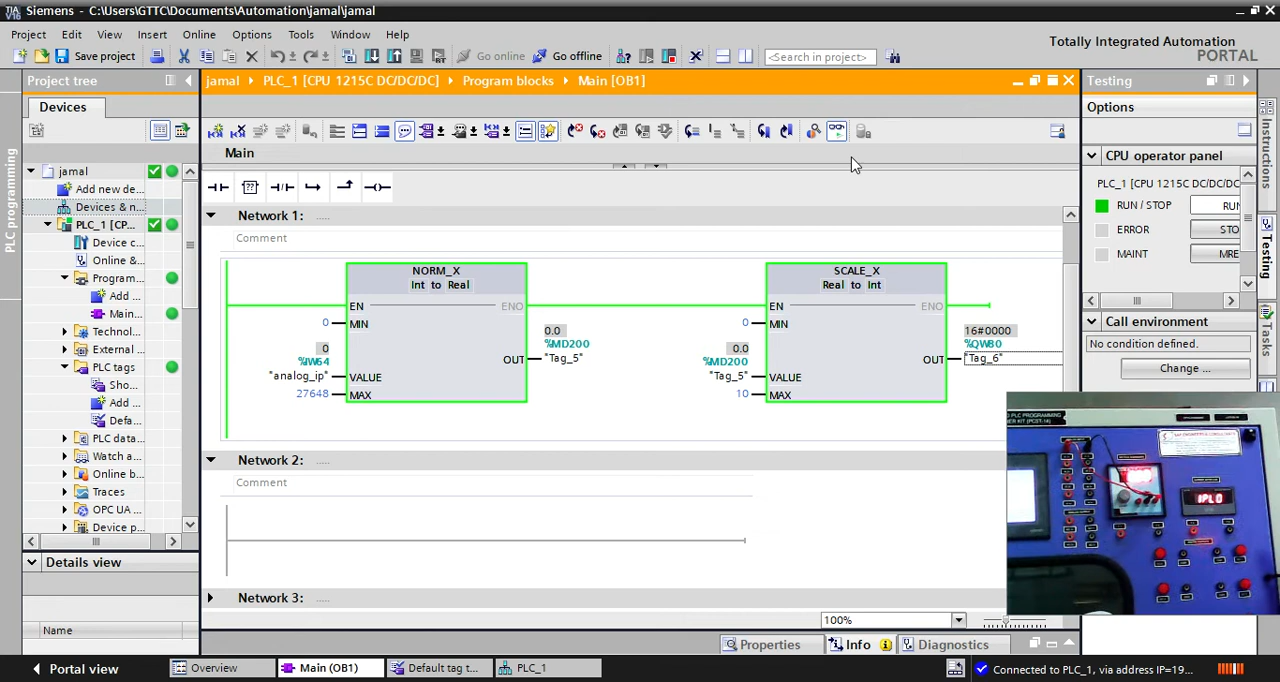 Siemens - C:\Users\GTTC\Documents\Automation\jamal\jamal
Project Edit View Insert Online Options Tools Window Help
Totally Integrated Automation
PORTAL
Save project
Go online
Go offline
<Search in project>
Project tree
jamal PLC_1 [CPU 1215C DC/DC/DC] Program blocks Main [OB1]
Testing
Devices
Options
PLC programming
Main
jamal
Add new de...
Devices & n...
PLC_1 [CP...
Device c...
Online &...
Program...
Add ...
Main...
Technol...
External ...
PLC tags
Sho...
Add ...
Defa...
PLC data...
Watch a...
Online b...
Traces
OPC UA ...
Device p...
Details view
Name
Network 1: .....
Comment
NORM_X
Int to Real
EN
ENO
0
MIN
0
%IW64
"analog_ip"
VALUE
27648
MAX
OUT
0.0
%MD200
"Tag_5"
SCALE_X
Real to Int
EN
ENO
0
MIN
0.0
%MD200
"Tag_5"
VALUE
10
MAX
OUT
16#0000
%QW80
"Tag_6"
Network 2: .....
Comment
Network 3: .....
100%
CPU operator panel
PLC_1 [CPU 1215C DC/DC/DC]
RUN / STOP
RUN
ERROR
STO
MAINT
MRE
Call environment
No condition defined.
Change ...
Instructions
Testing
Tasks
Properties
Info
Diagnostics
Portal view
Overview
Main (OB1)
Default tag t...
PLC_1
Connected to PLC_1, via address IP=19...